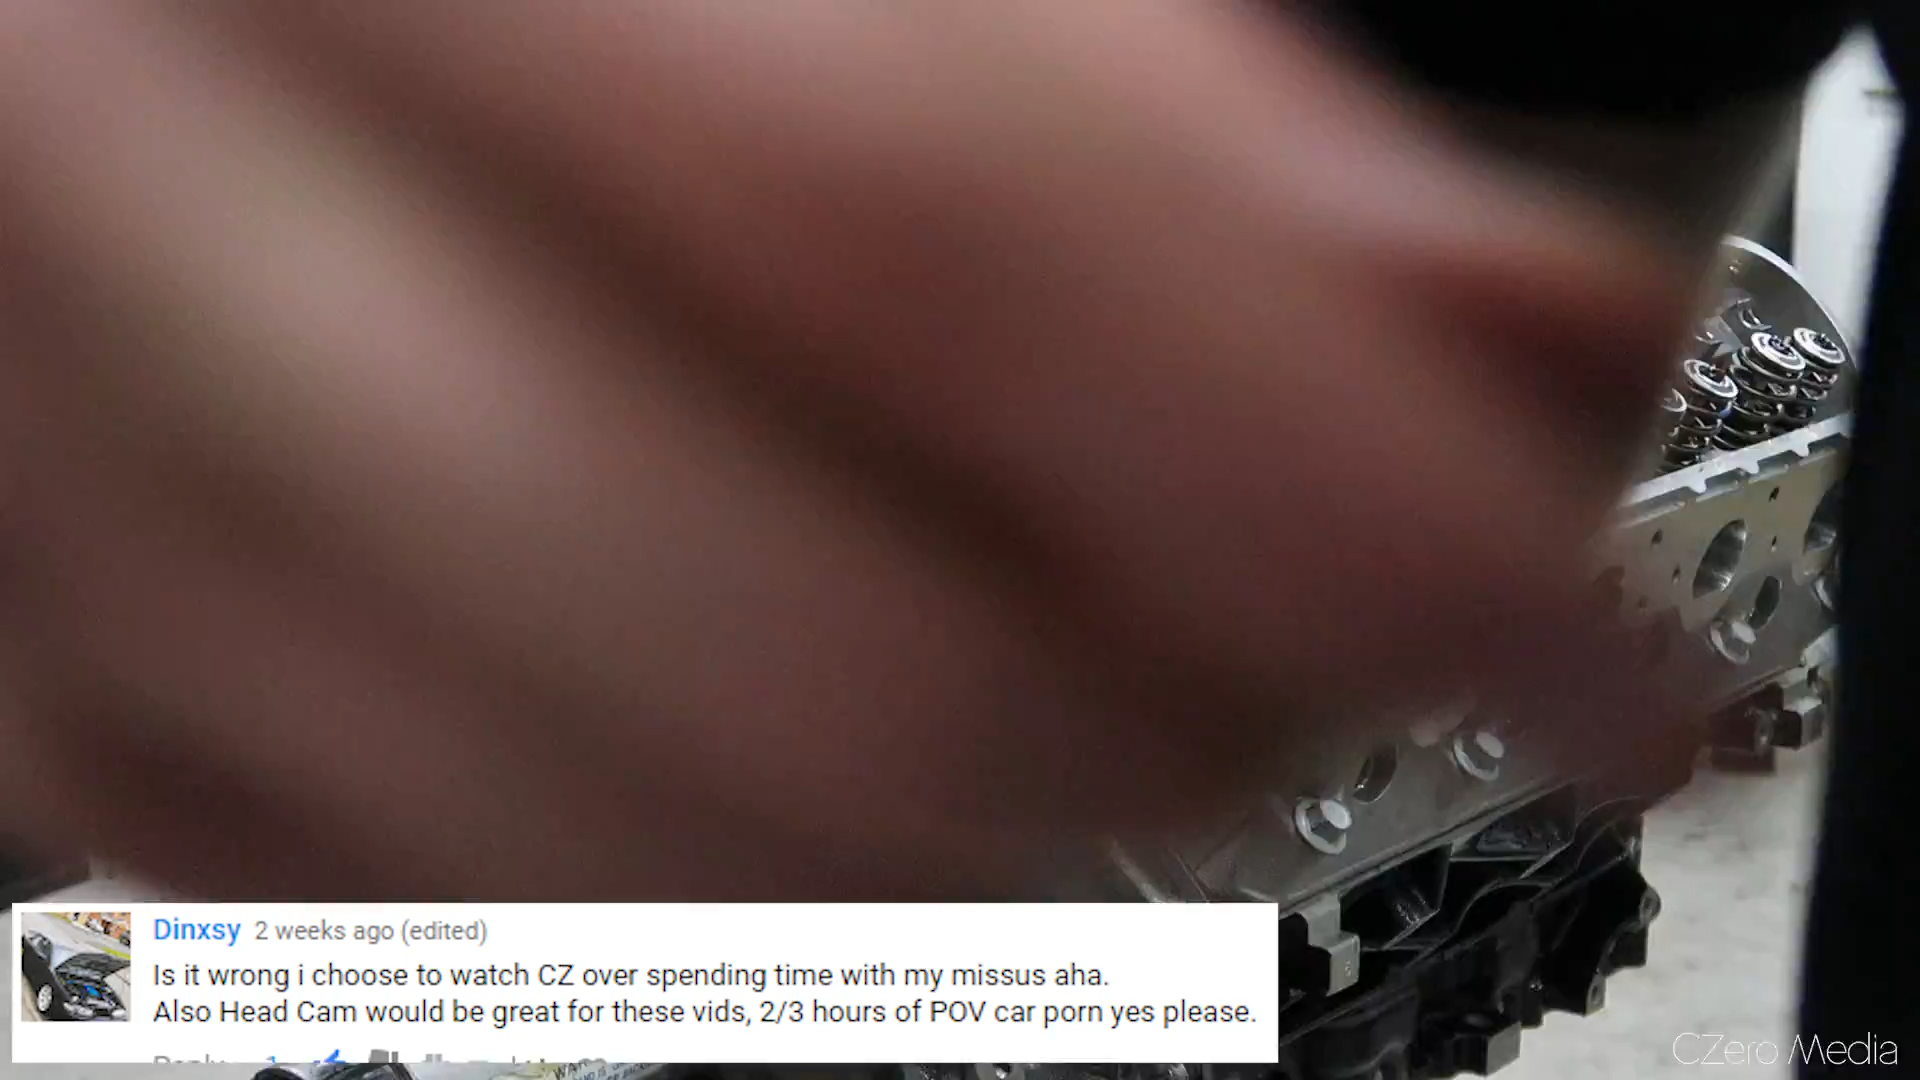 Dinxsy 2 weeks ago (edited)
Is it wrong i choose to watch CZ over spending time with my missus aha.
Also Head Cam would be great for these vids, 2/3 hours of POV car porn yes please.
CZero Media